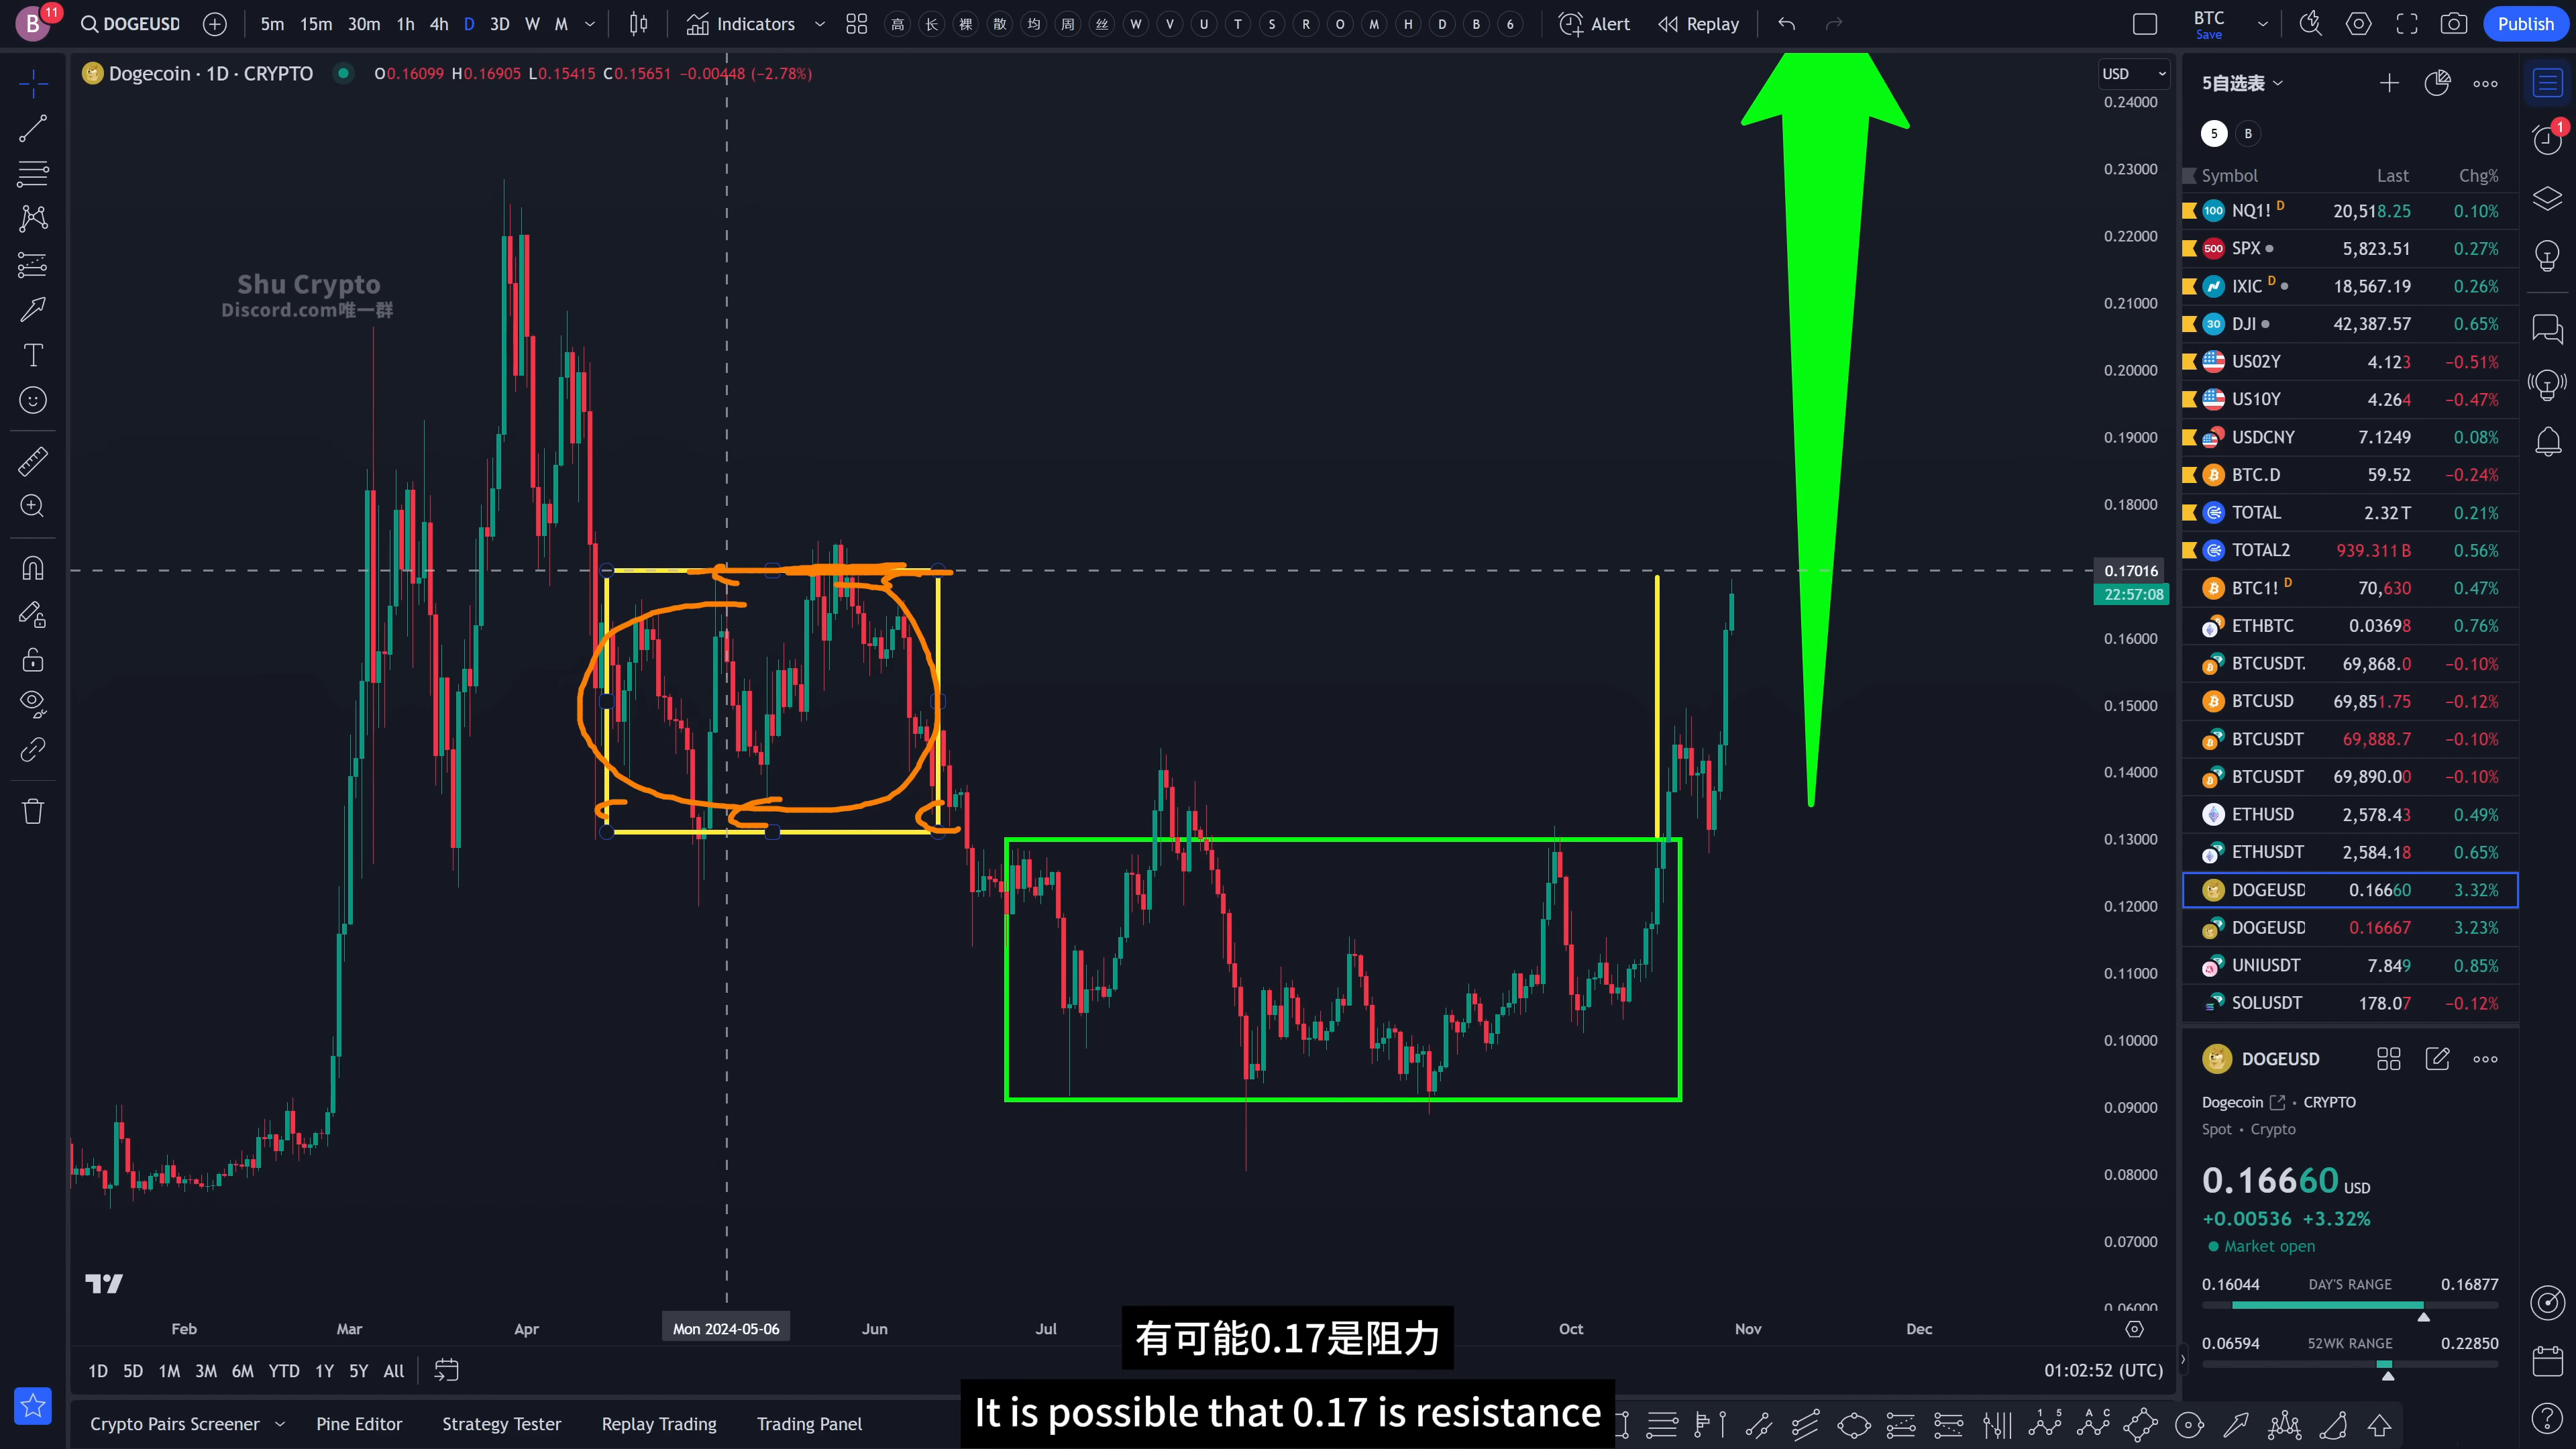 B 11 DOGEUSD 5m 15m 30m 1h 4h D 3D W M Indicators 高 长 裸 散 均 周 丝 W V U T S R O M H D B 6 Alert Replay BTC Save Publish
Dogecoin · 1D · CRYPTO O0.16099 H0.16905 L0.15415 C0.15651 −0.00448 (−2.78%)
USD
0.24000
0.23000
0.22000
0.21000
0.20000
0.19000
0.18000
0.17016
22:57:08
0.16000
0.15000
0.14000
0.13000
0.12000
0.11000
0.10000
0.09000
0.08000
0.07000
0.06000
Shu Crypto
Discord.com唯一群
Feb Mar Apr Mon 2024-05-06 Jun Jul Oct Nov Dec
有可能0.17是阻力
It is possible that 0.17 is resistance
1D 5D 1M 3M 6M YTD 1Y 5Y All 01:02:52 (UTC)
Crypto Pairs Screener Pine Editor Strategy Tester Replay Trading Trading Panel
5自选表
5 B
1
Symbol Last Chg%
100 NQ1! D 20,518.25 0.10%
500 SPX 5,823.51 0.27%
IXIC D 18,567.19 0.26%
30 DJI 42,387.57 0.65%
US02Y 4.123 −0.51%
US10Y 4.264 −0.47%
USDCNY 7.1249 0.08%
BTC.D 59.52 −0.24%
TOTAL 2.32T 0.21%
TOTAL2 939.311B 0.56%
BTC1! D 70,630 0.47%
ETHBTC 0.03698 0.76%
BTCUSDT. 69,868.0 −0.10%
BTCUSD 69,851.75 −0.12%
BTCUSDT 69,888.7 −0.10%
BTCUSDT 69,890.00 −0.10%
ETHUSD 2,578.43 0.49%
ETHUSDT 2,584.18 0.65%
DOGEUSD 0.16660 3.32%
DOGEUSD 0.16667 3.23%
UNIUSDT 7.849 0.85%
SOLUSDT 178.07 −0.12%
DOGEUSD
Dogecoin • CRYPTO
Spot • Crypto
0.16660 USD
+0.00536 +3.32%
Market open
0.16044 DAY'S RANGE 0.16877
0.06594 52WK RANGE 0.22850